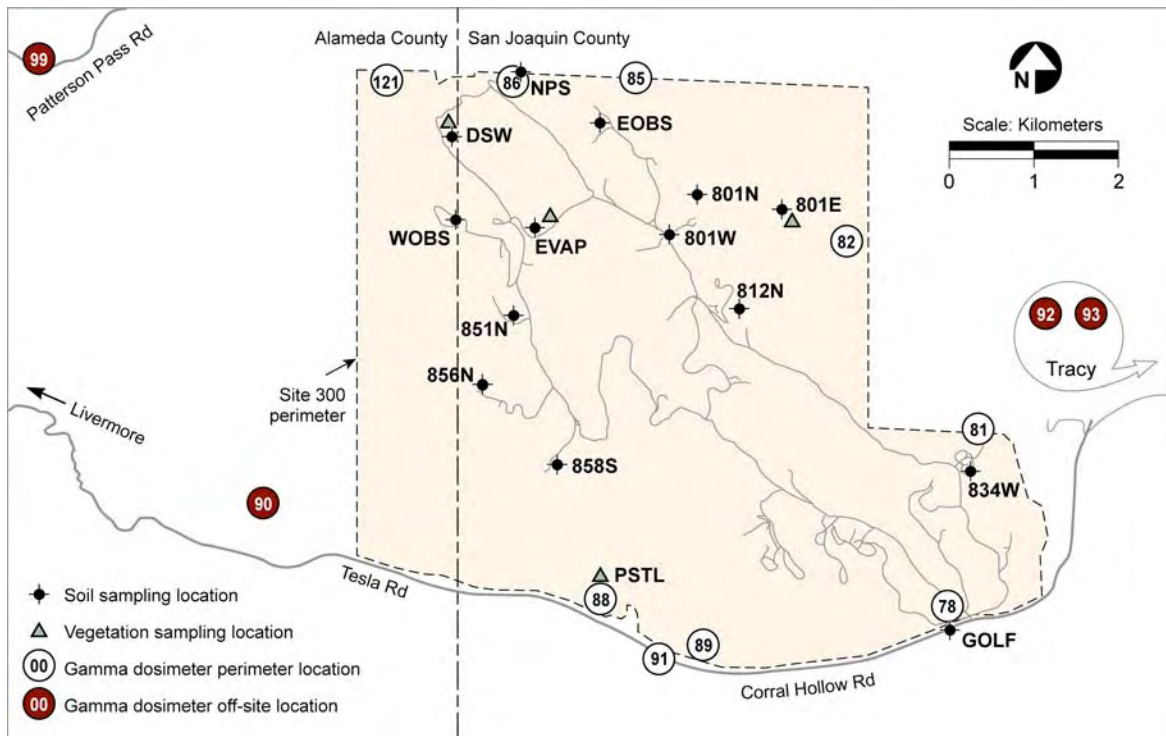 Alameda County
San Joaquin County
99
Patterson Pass Rd
121
86
85
NPS
N
Scale: Kilometers
0 1 2
DSW
EOBS
801N
801E
WOBS
EVAP
801W
82
812N
92 93
Tracy
851N
Site 300
perimeter
856N
Livermore
81
858S
834W
90
Tesla Rd
PSTL
88
78
GOLF
89
91
Corral Hollow Rd
Soil sampling location
Vegetation sampling location
00 Gamma dosimeter perimeter location
00 Gamma dosimeter off-site location